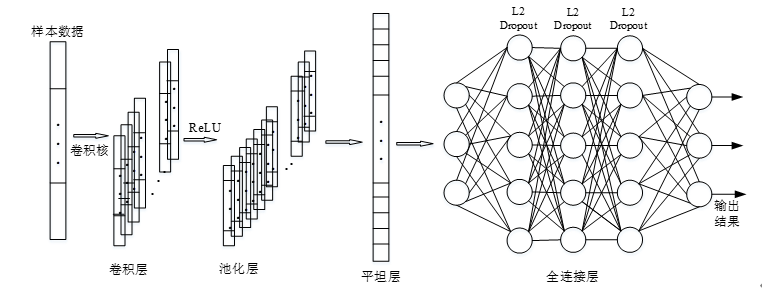 样本数据
卷积核
卷积层
ReLU
池化层
平坦层
L2
Dropout
L2
Dropout
L2
Dropout
全连接层
输出
结果